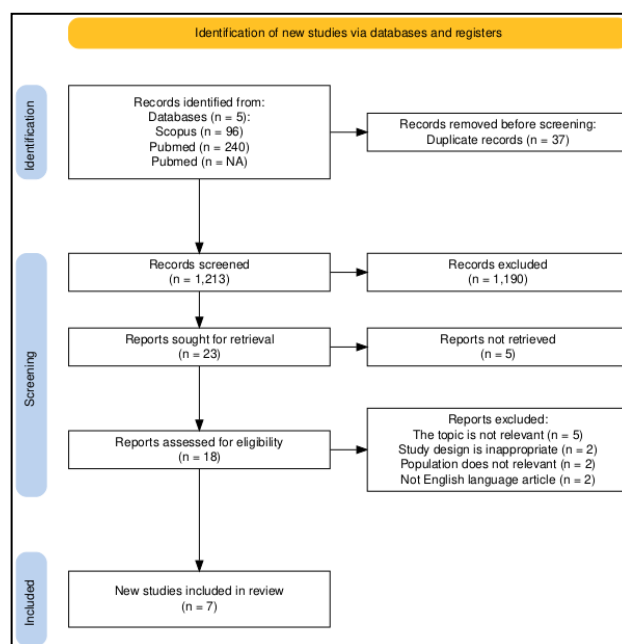 Identification of new studies via databases and registers
Identification
Records identified from:
Databases (n = 5):
Scopus (n = 96)
Pubmed (n = 240)
Pubmed (n = NA)
Records removed before screening:
Duplicate records (n = 37)
Screening
Records screened
(n = 1,213)
Records excluded
(n = 1,190)
Reports sought for retrieval
(n = 23)
Reports not retrieved
(n = 5)
Reports assessed for eligibility
(n = 18)
Reports excluded:
The topic is not relevant (n = 5)
Study design is inappropriate (n = 2)
Population does not relevant (n = 2)
Not English language article (n = 2)
Included
New studies included in review
(n = 7)